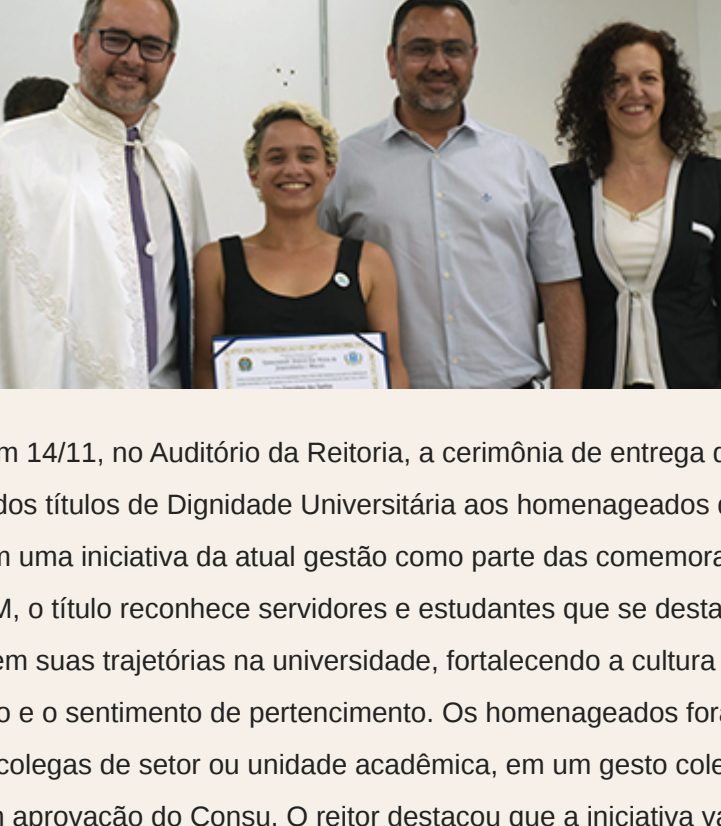 m 14/11, no Auditório da Reitoria, a cerimônia de entrega d
dos títulos de Dignidade Universitária aos homenageados d
m uma iniciativa da atual gestão como parte das comemora
M, o título reconhece servidores e estudantes que se desta
em suas trajetórias na universidade, fortalecendo a cultura
o e o sentimento de pertencimento. Os homenageados fora
colegas de setor ou unidade acadêmica, em um gesto cole
aprovação do Consu. O reitor destacou que a iniciativa va